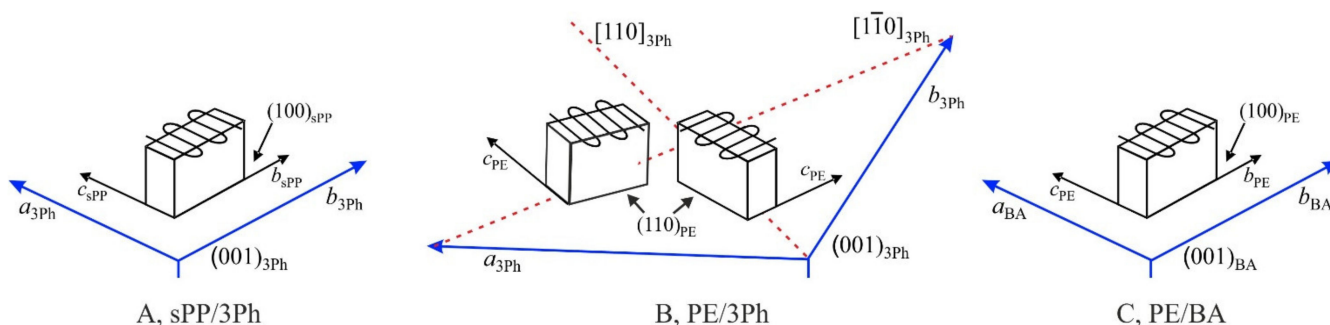 [110]3Ph
[11̄0]3Ph
(100)sPP
csPP
bsPP
a3Ph
b3Ph
(001)3Ph
A, sPP/3Ph
cPE
cPE
b3Ph
(110)PE
a3Ph
(001)3Ph
B, PE/3Ph
(100)PE
cPE
bPE
aBA
bBA
(001)BA
C, PE/BA